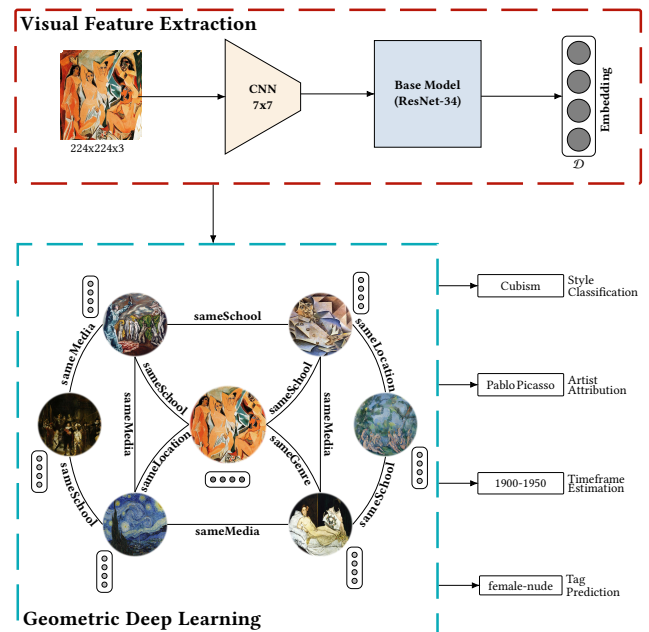 Visual Feature Extraction
CNN
7x7
Base Model
(ResNet-34)
Embedding
224x224x3
𝒟
sameSchool
sameMedia
sameLocation
sameSchool
sameSchool
sameMedia
sameMedia
sameLocation
sameGenre
sameSchool
sameSchool
sameMedia
Geometric Deep Learning
Cubism
Style
Classification
Pablo Picasso
Artist
Attribution
1900-1950
Timeframe
Estimation
female-nude
Tag
Prediction